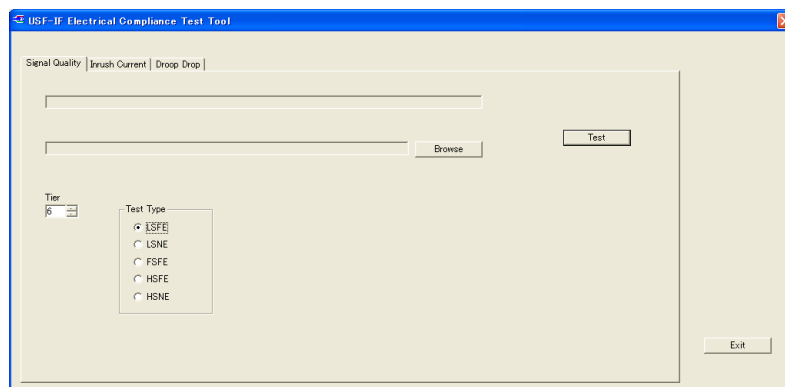 USF-IF Electrical Compliance Test Tool
Signal Quality Inrush Current Droop Drop
Test
Browse
Tier
6
Test Type
LSFE
LSNE
FSFE
HSFE
HSNE
Exit